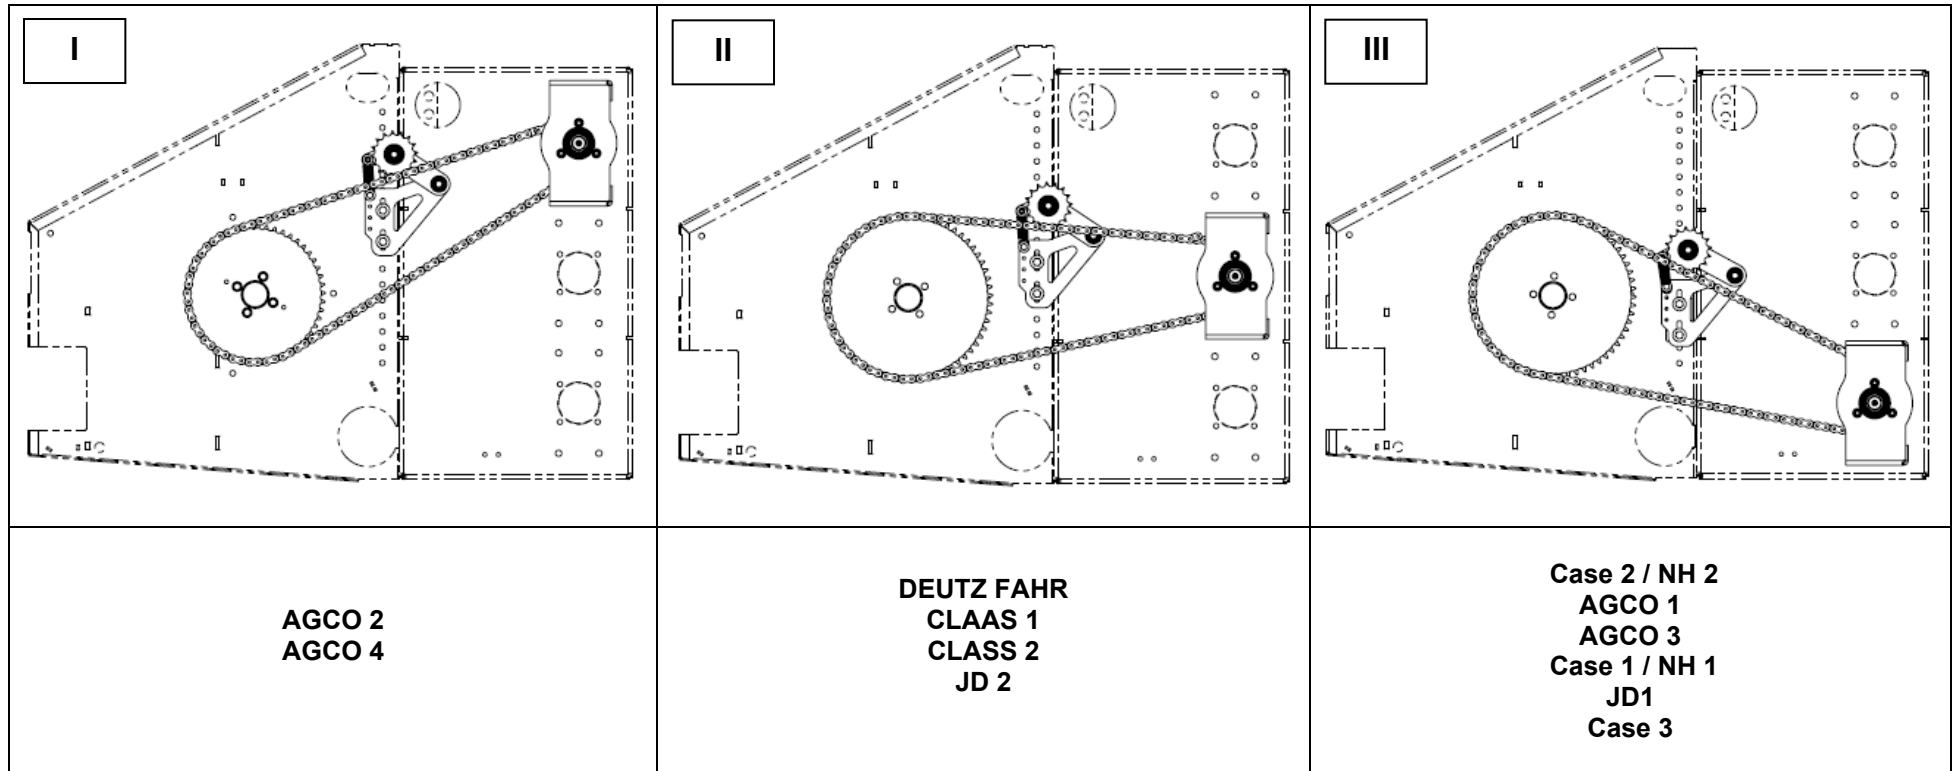 I
II
III
AGCO 2
AGCO 4
DEUTZ FAHR
CLAAS 1
CLASS 2
JD 2
Case 2 / NH 2
AGCO 1
AGCO 3
Case 1 / NH 1
JD1
Case 3